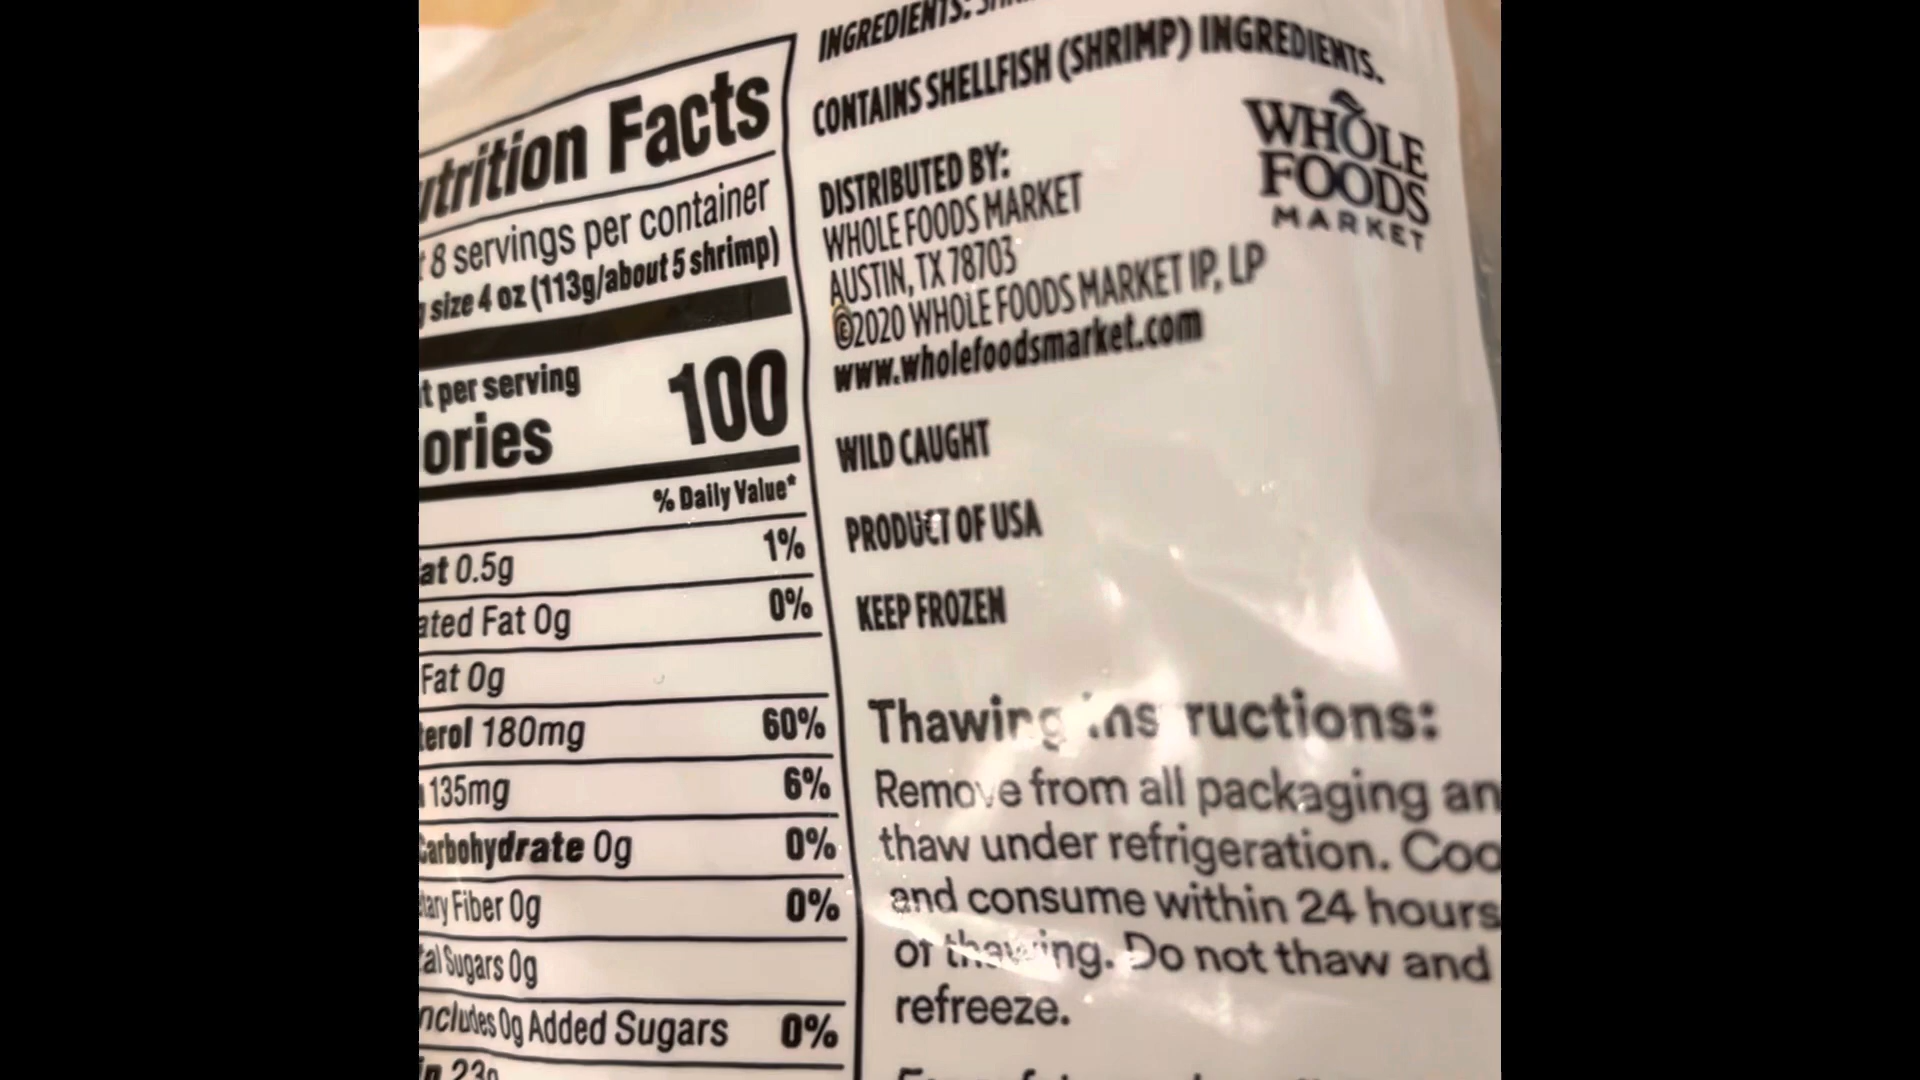 utrition Facts
8 servings per container
size 4 oz (113g/about 5 shrimp)
t per serving
ories 100
% Daily Value*
at 0.5g 1%
ated Fat 0g 0%
Fat 0g
terol 180mg 60%
135mg 6%
Carbohydrate 0g 0%
tary Fiber 0g 0%
tal Sugars 0g
ncludes 0g Added Sugars 0%
in 23g
INGREDIENTS:
CONTAINS SHELLFISH (SHRIMP) INGREDIENTS.
DISTRIBUTED BY:
WHOLE FOODS MARKET
AUSTIN, TX 78703
©2020 WHOLE FOODS MARKET IP, LP
www.wholefoodsmarket.com
WHOLE
FOODS
MARKET
WILD CAUGHT
PRODUCT OF USA
KEEP FROZEN
Thawing Instructions:
Remove from all packaging an
thaw under refrigeration. Coo
and consume within 24 hours
of thawing. Do not thaw and
refreeze.